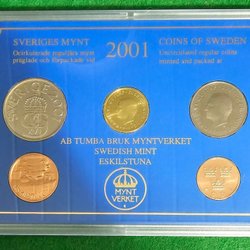 SVERIGES MYNT
Ocirkulerade reguljära mynt
präglade och förpackade vid
2001
COINS OF SWEDEN
Uncirculated regular coins
minted and packed at
AB TUMBA BRUK MYNTVERKET
SWEDISH MINT
ESKILSTUNA
MYNT
VERKET